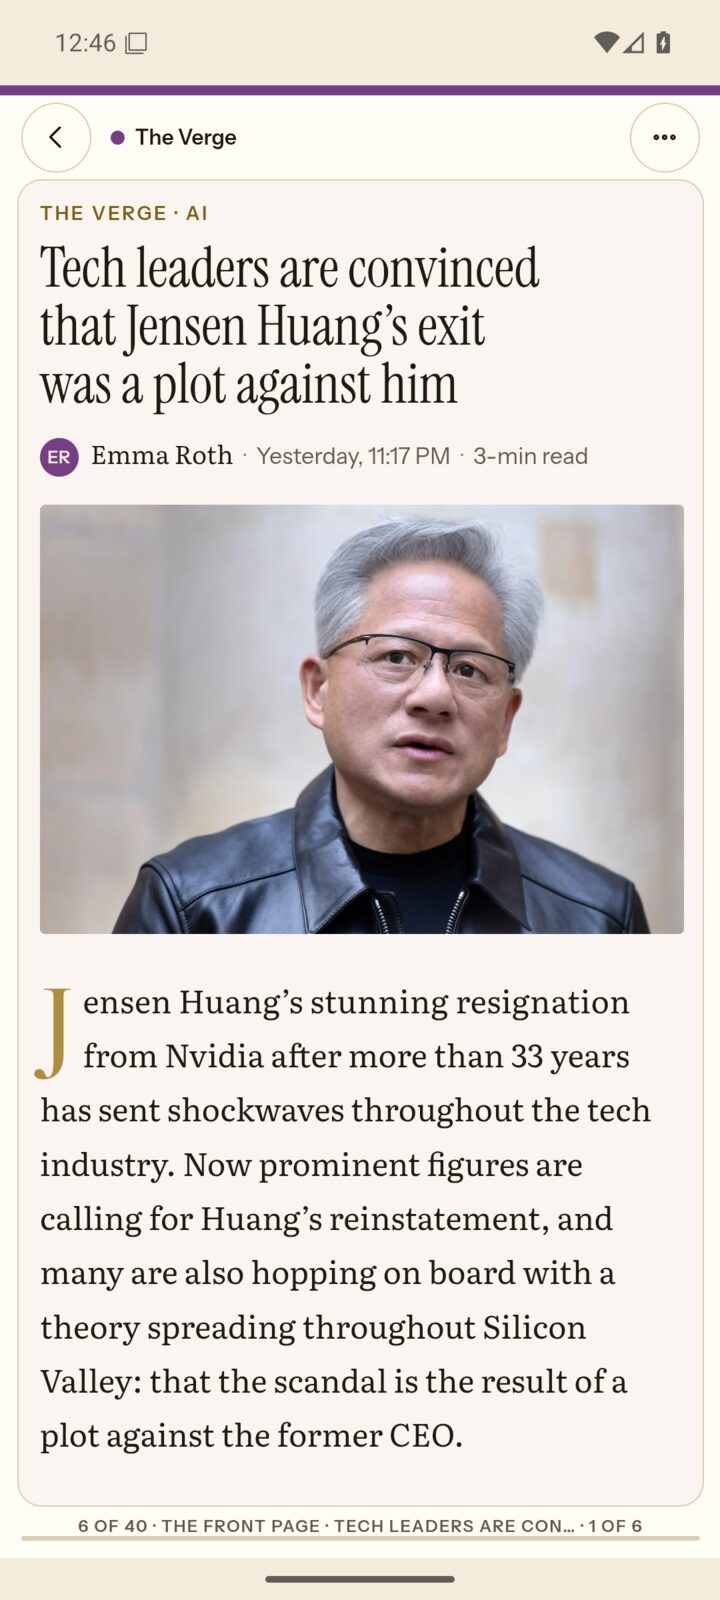 12:46
The Verge
THE VERGE · AI
Tech leaders are convinced
that Jensen Huang’s exit
was a plot against him
ER Emma Roth · Yesterday, 11:17 PM · 3-min read
Jensen Huang’s stunning resignation
from Nvidia after more than 33 years
has sent shockwaves throughout the tech
industry. Now prominent figures are
calling for Huang’s reinstatement, and
many are also hopping on board with a
theory spreading throughout Silicon
Valley: that the scandal is the result of a
plot against the former CEO.
6 OF 40 · THE FRONT PAGE · TECH LEADERS ARE CON… · 1 OF 6